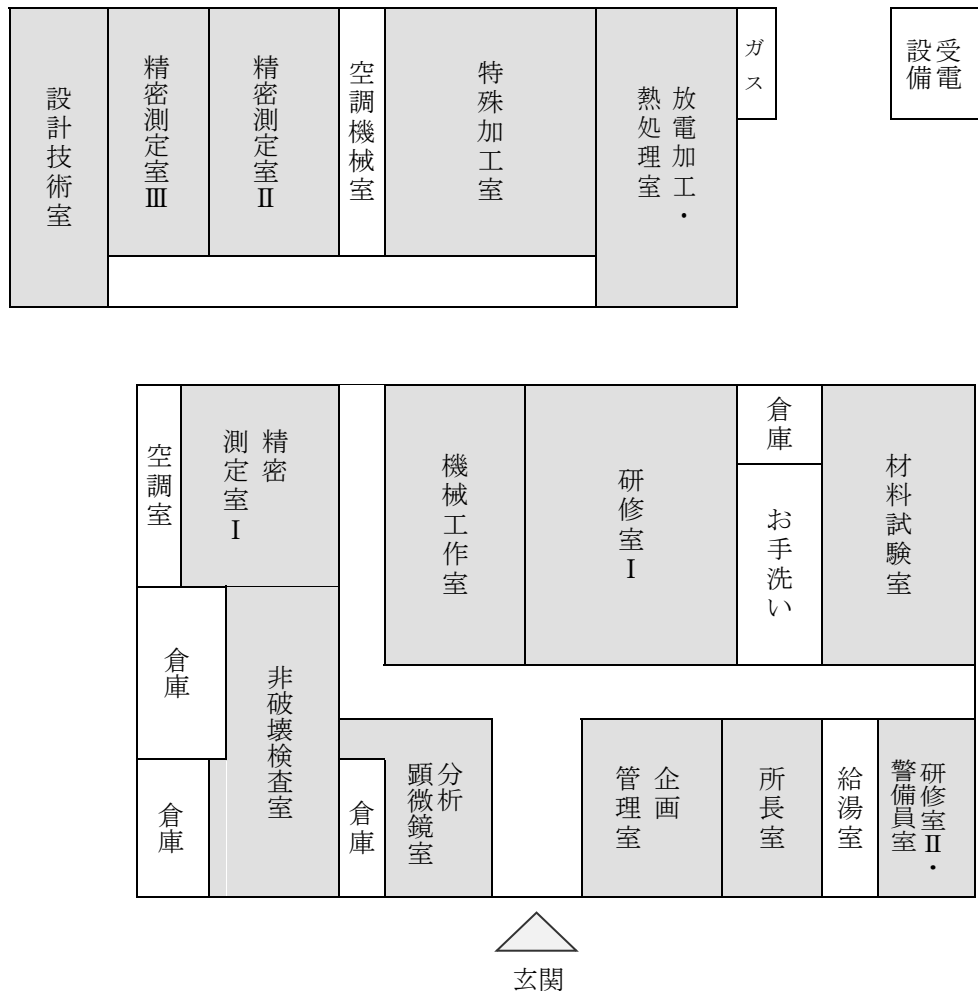 設計技術室
精密測定室Ⅲ
精密測定室Ⅱ
空調機械室
特殊加工室
放電加工・
熱処理室
ガス
受電
設備
空調室
精密
測定室Ⅰ
機械工作室
研修室Ⅰ
倉庫
お手洗い
材料試験室
倉庫
非破壊検査室
倉庫
倉庫
分析
顕微鏡室
企画
管理室
所長室
給湯室
研修室Ⅱ・
警備員室
玄関